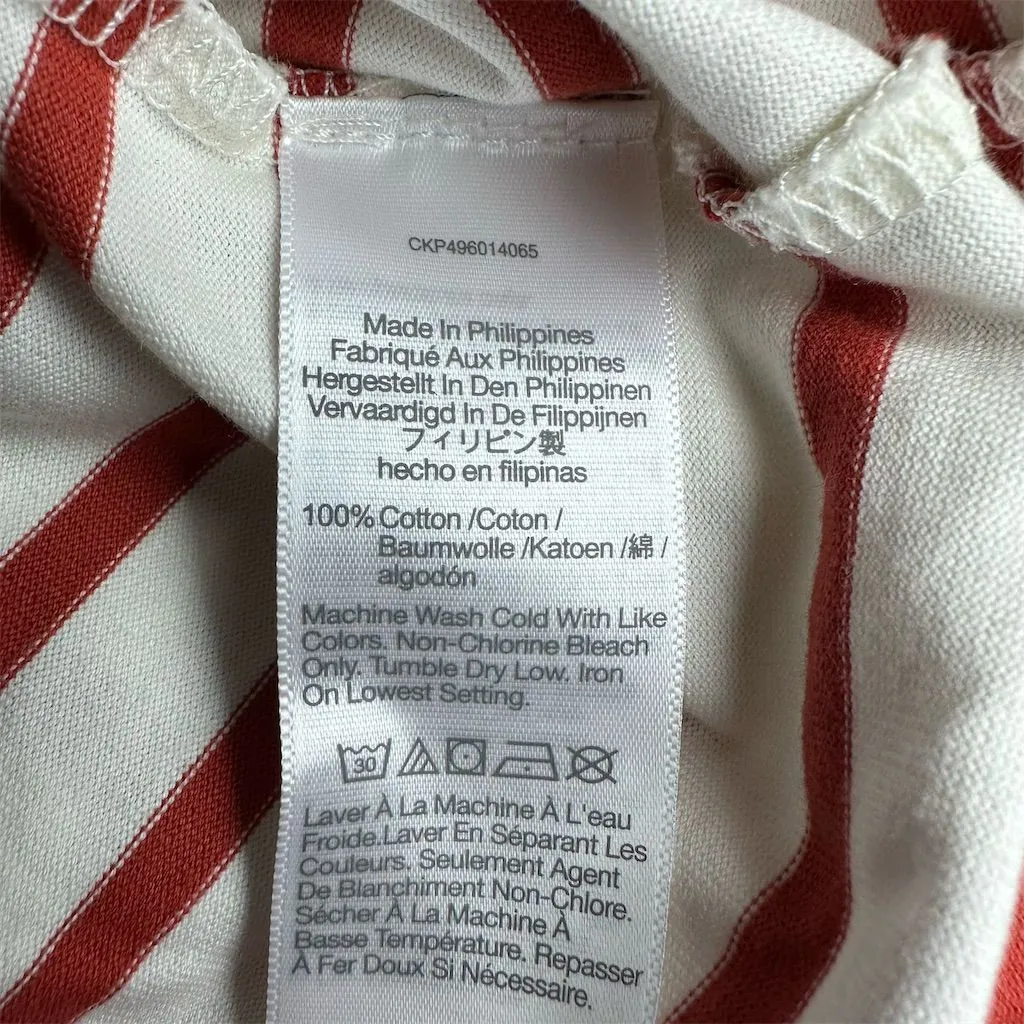 CKP496014065
Made In Philippines
Fabriqué Aux Philippines
Hergestellt In Den Philippinen
Vervaardigd In De Filippijnen
フィリピン製
hecho en filipinas
100% Cotton /Coton /
Baumwolle /Katoen /綿 /
algodón
Machine Wash Cold With Like
Colors. Non-Chlorine Bleach
Only. Tumble Dry Low. Iron
On Lowest Setting.
30
Laver À La Machine À L'eau
Froide.Laver En Séparant Les
Couleurs. Seulement Agent
De Blanchiment Non-Chlore.
Sécher À La Machine À
Basse Température. Repasser
À Fer Doux Si Nécessaire.